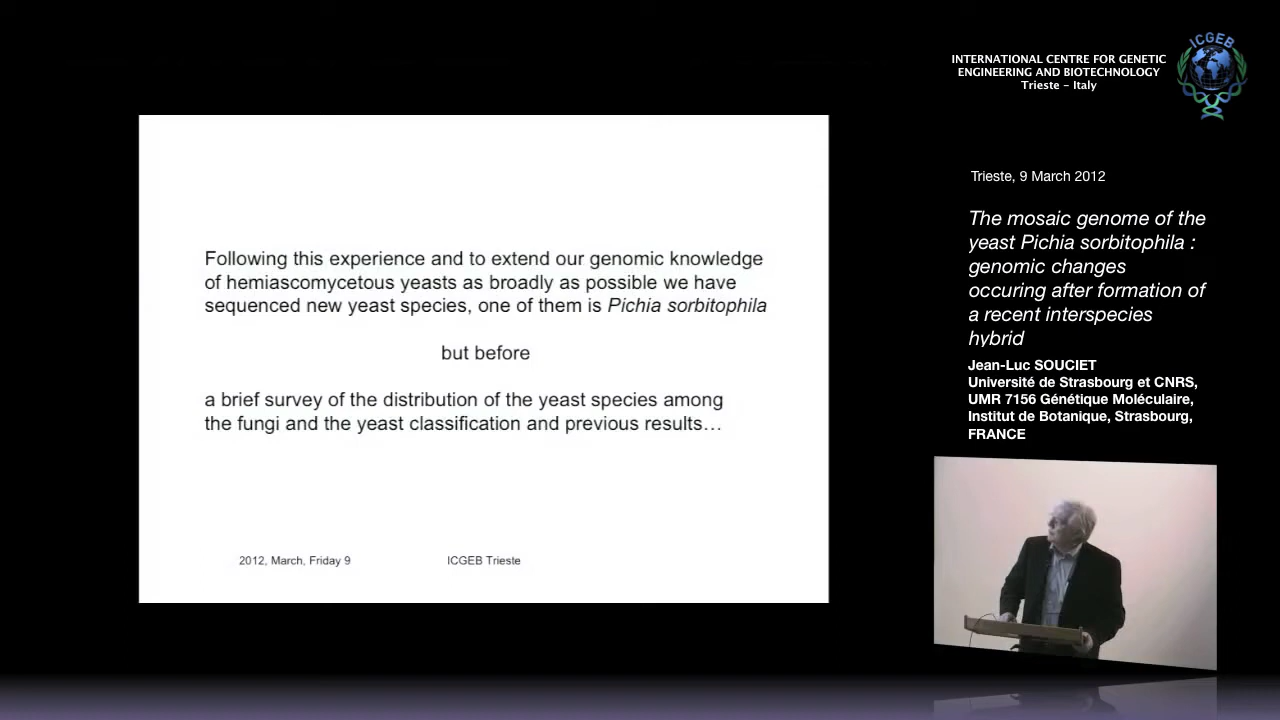 ICGEB
INTERNATIONAL CENTRE FOR GENETIC
ENGINEERING AND BIOTECHNOLOGY
Trieste - Italy
Following this experience and to extend our genomic knowledge
of hemiascomycetous yeasts as broadly as possible we have
sequenced new yeast species, one of them is Pichia sorbitophila
but before
a brief survey of the distribution of the yeast species among
the fungi and the yeast classification and previous results…
2012, March, Friday 9
ICGEB Trieste
Trieste, 9 March 2012
The mosaic genome of the
yeast Pichia sorbitophila :
genomic changes
occuring after formation of
a recent interspecies
hybrid
Jean-Luc SOUCIET
Université de Strasbourg et CNRS,
UMR 7156 Génétique Moléculaire,
Institut de Botanique, Strasbourg,
FRANCE